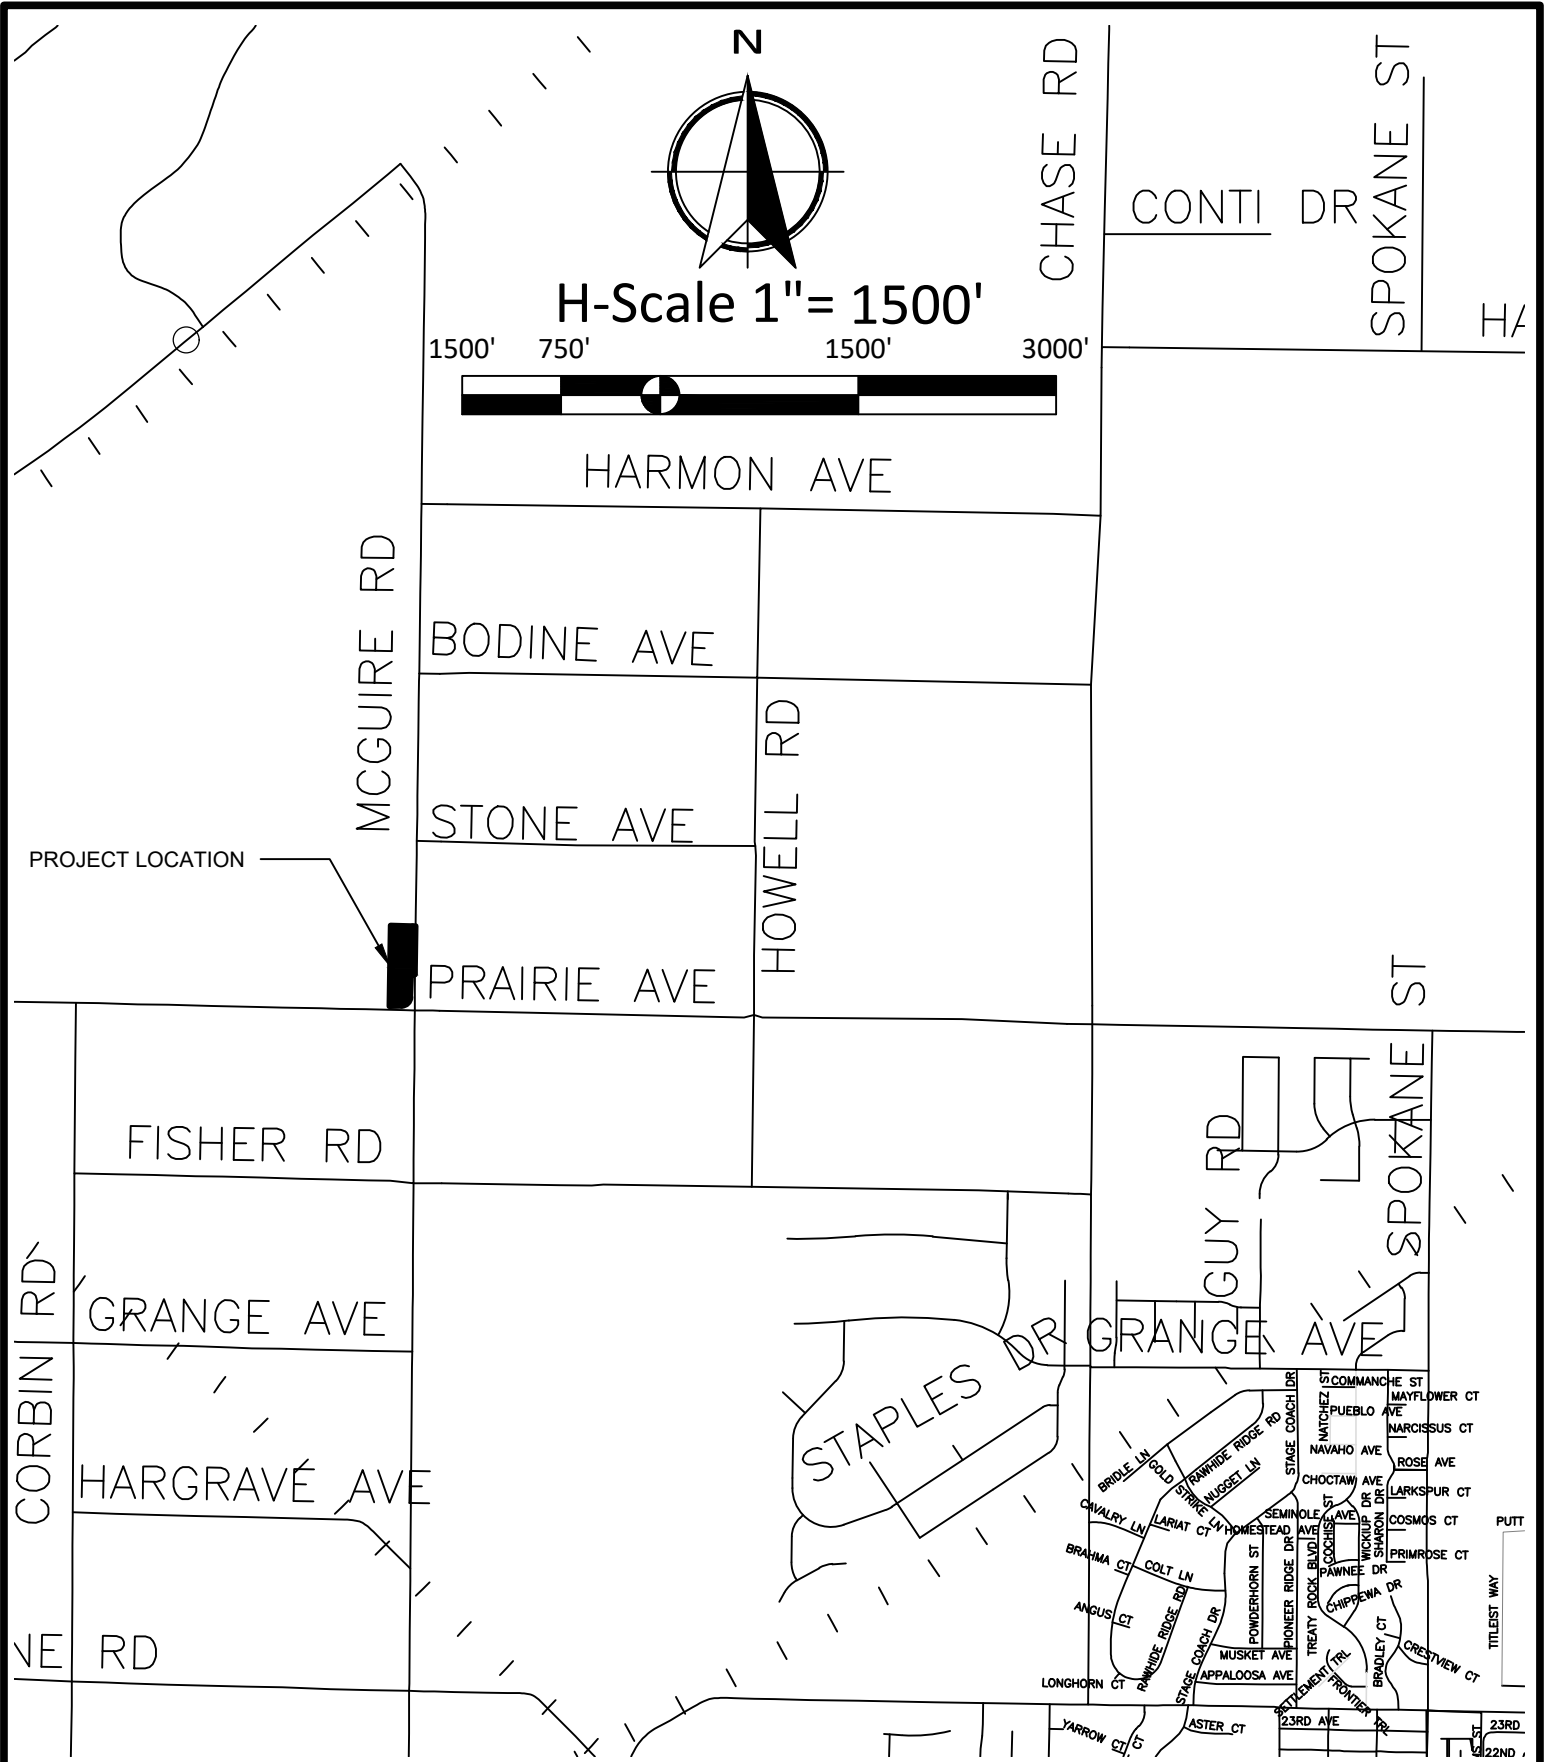 N
CHASE RD
SPOKANE ST
CONTI DR
H-Scale 1"= 1500'
1500' 750' 1500' 3000'
HARMON AVE
MCGUIRE RD
BODINE AVE
HOWELL RD
STONE AVE
PROJECT LOCATION
PRAIRIE AVE
SPOKANE ST
SPOKANE ST
FISHER RD
GUY RD
CORBIN RD
GRANGE AVE
STAPLES DR
GRANGE AVE
HARGRAVE AVE
NE RD
COMMANCHE ST
MAYFLOWER CT
NATCHEZ ST
PUEBLO AVE
NARCISSUS CT
STAGE COACH DR
NAVAHO AVE
ROSE AVE
CHOCTAW AVE
LARKSPUR CT
BRIDLE LN
GOLD STRIKE LN
RAWHIDE RIDGE RD
NUGGET LN
CAVALRY LN
LARIAT CT
SEMINOLE AVE
HOMESTEAD AVE
COCHISE ST
WICKIUP DR
SHARON DR
COSMOS CT
PUTT
PRIMROSE CT
BRAHMA CT
COLT LN
PAWNEE DR
CHIPPEWA DR
POWDERHORN ST
PIONEER RIDGE DR
TREATY ROCK BLVD
TITLEIST WAY
ANGUS CT
RAWHIDE RIDGE RD
STAGE COACH DR
MUSKET AVE
BRADLEY CT
CRESTVIEW CT
LONGHORN CT
APPALOOSA AVE
SETTLEMENT TRL
FRONTIER TRL
YARROW CT
CT
ASTER CT
23RD AVE
23RD
22ND